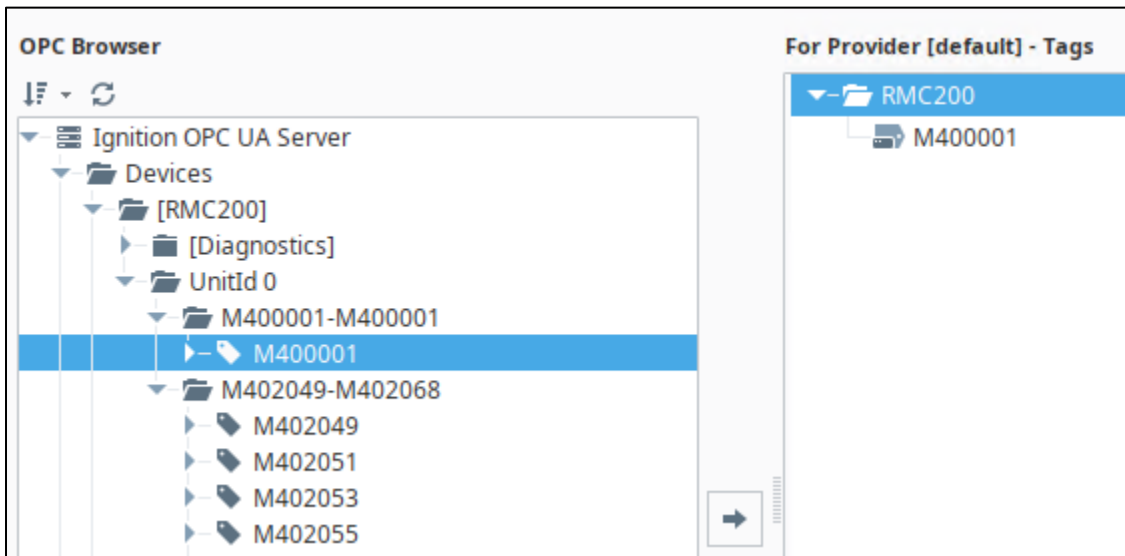 OPC Browser
For Provider [default] - Tags
Ignition OPC UA Server
Devices
[RMC200]
[Diagnostics]
UnitId 0
M400001-M400001
M400001
M402049-M402068
M402049
M402051
M402053
M402055
RMC200
M400001